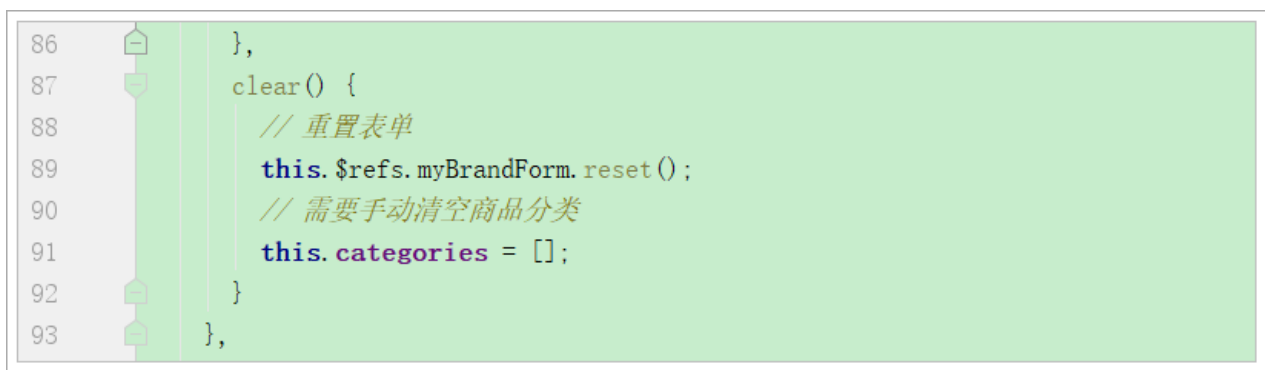 86 },
87 clear() {
88 // 重置表单
89 this.$refs.myBrandForm.reset();
90 // 需要手动清空商品分类
91 this.categories = [];
92 }
93 },